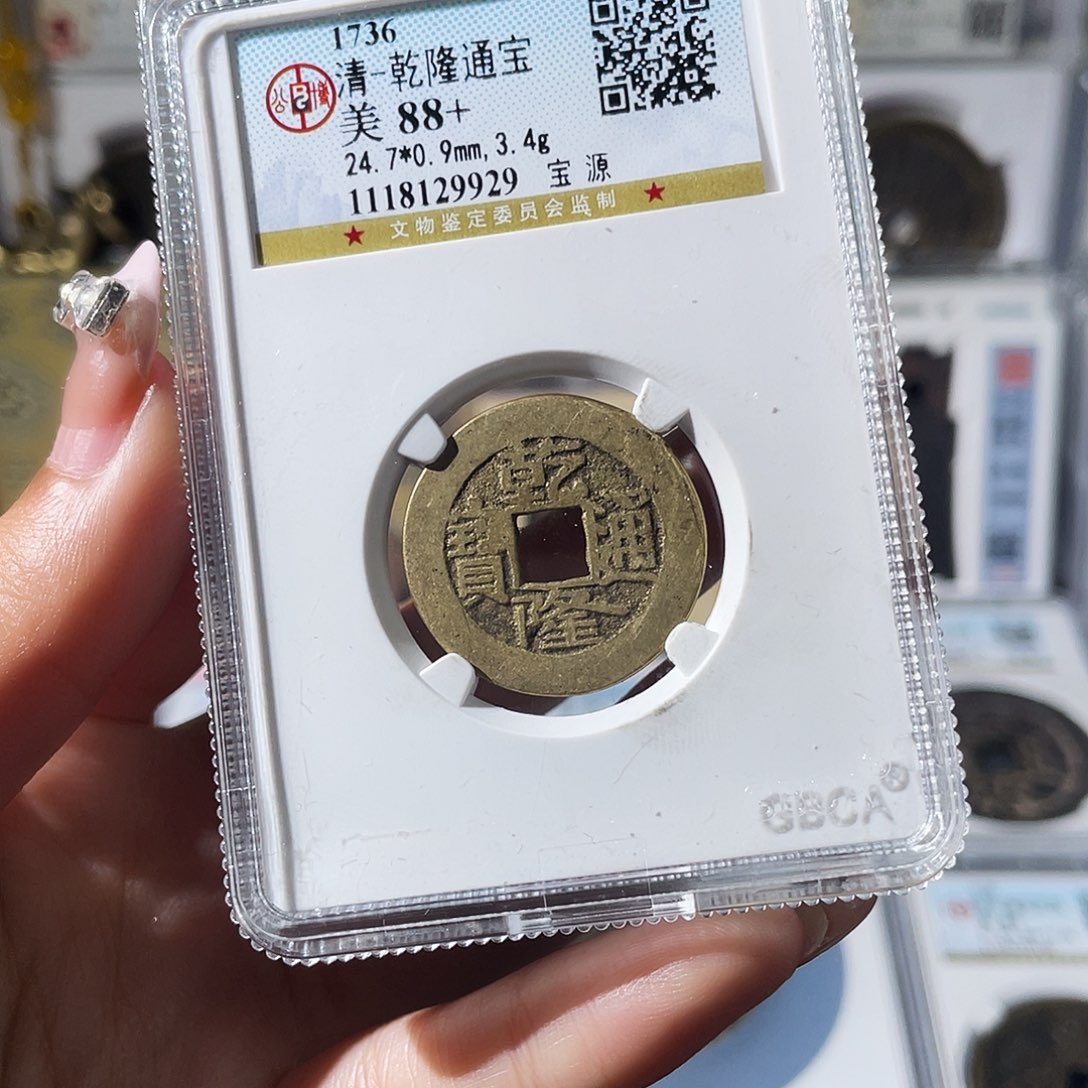 1736
清-乾隆通宝
美 88+
24.7*0.9mm,3.4g
1118129929 宝 源
★ 文物鉴定委员会监制 ★
乾隆通寶
GBCA®